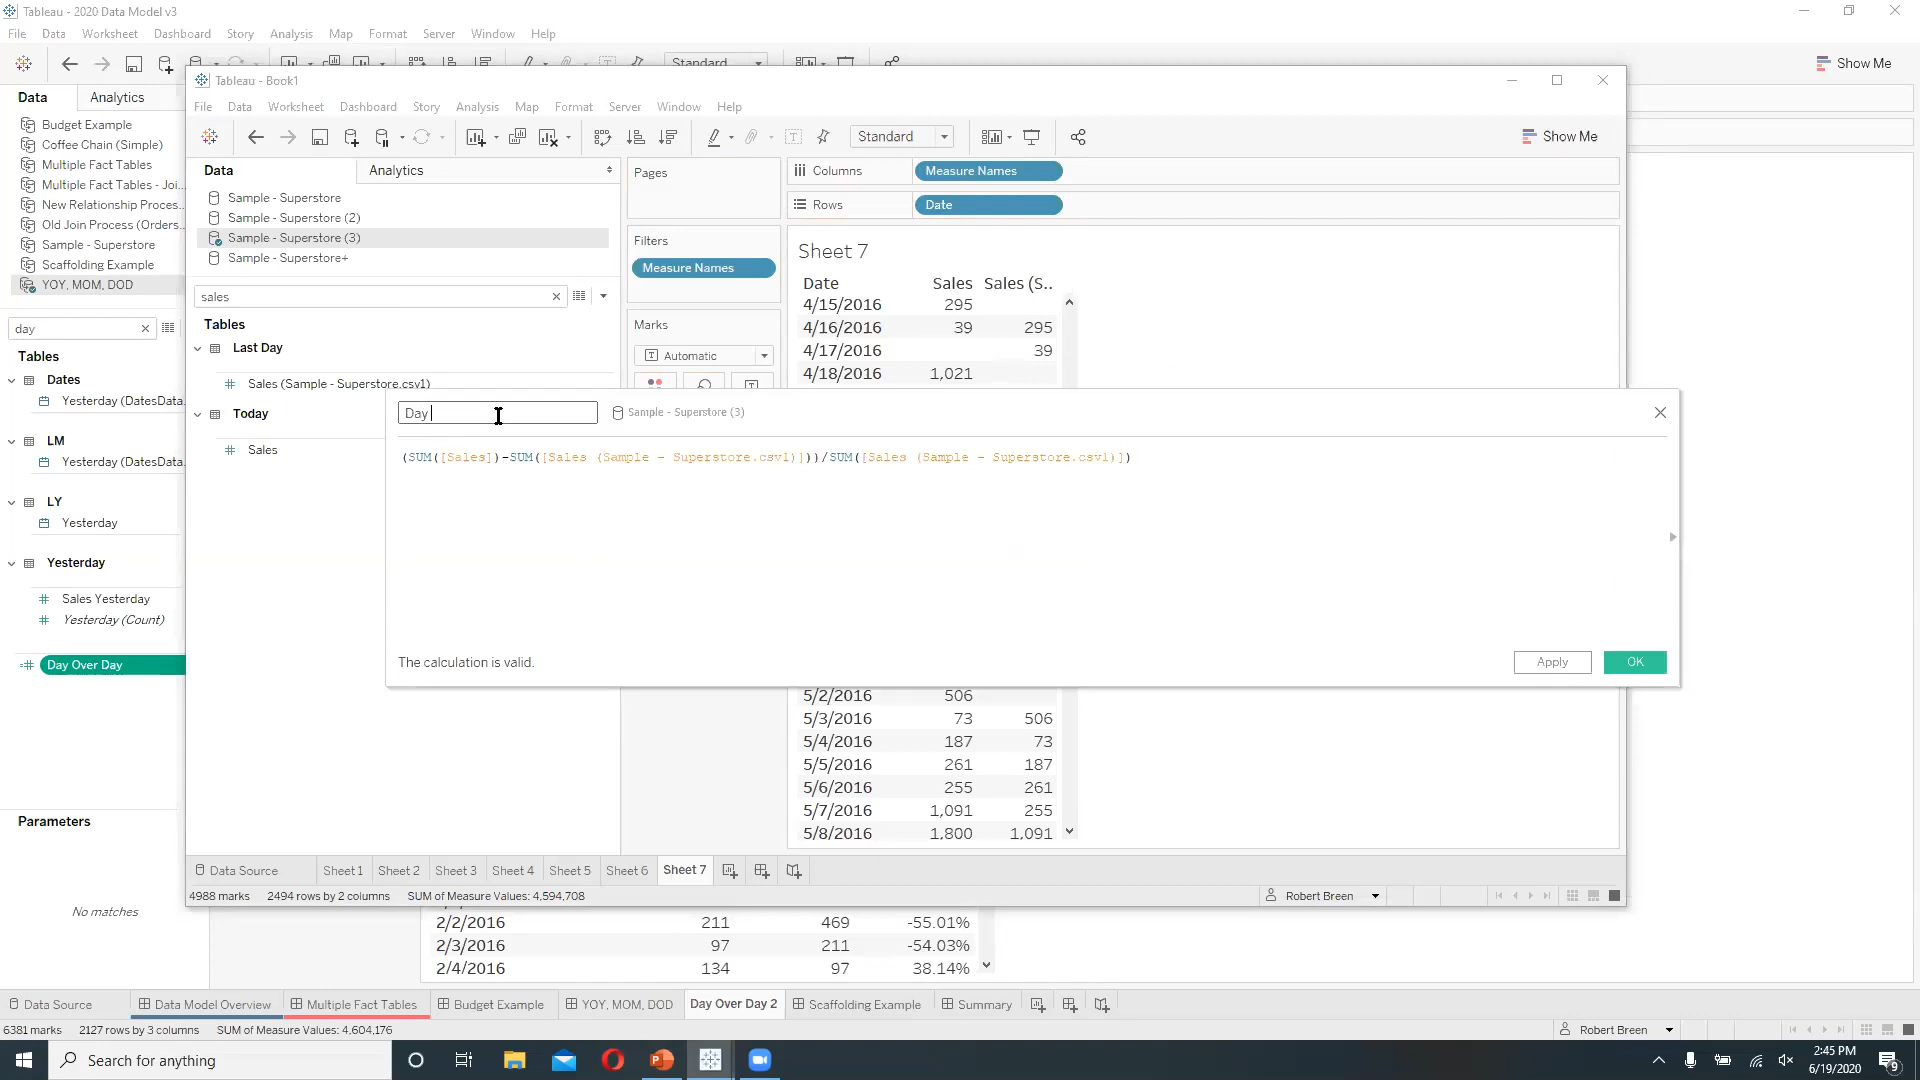 Tableau - 2020 Data Model v3
File Data Worksheet Dashboard Story Analysis Map Format Server Window Help
Standard
Show Me
Data Analytics
Budget Example
Coffee Chain (Simple)
Multiple Fact Tables
Multiple Fact Tables - Joi...
New Relationship Proces...
Old Join Process (Orders...
Sample - Superstore
Scaffolding Example
YOY, MOM, DOD
day
Tables
Dates
Yesterday (DatesData.
LM
Yesterday (DatesData.
LY
Yesterday
Yesterday
Sales Yesterday
Yesterday (Count)
Day Over Day
Parameters
No matches
Tableau - Book1
File Data Worksheet Dashboard Story Analysis Map Format Server Window Help
Standard
Show Me
Data Analytics
Sample - Superstore
Sample - Superstore (2)
Sample - Superstore (3)
Sample - Superstore+
sales
Tables
Last Day
Sales (Sample - Superstore.csv1)
Today
Sales
Pages
Filters
Measure Names
Marks
Automatic
Columns Measure Names
Rows Date
Sheet 7
Date Sales Sales (S..
4/15/2016 295
4/16/2016 39 295
4/17/2016 39
4/18/2016 1,021
Day
Sample - Superstore (3)
(SUM([Sales])-SUM([Sales (Sample - Superstore.csv1)]))/SUM([Sales (Sample - Superstore.csv1)])
The calculation is valid.
Apply OK
5/2/2016 506
5/3/2016 73 506
5/4/2016 187 73
5/5/2016 261 187
5/6/2016 255 261
5/7/2016 1,091 255
5/8/2016 1,800 1,091
Data Source Sheet 1 Sheet 2 Sheet 3 Sheet 4 Sheet 5 Sheet 6 Sheet 7
4988 marks 2494 rows by 2 columns SUM of Measure Values: 4,594,708 Robert Breen
2/2/2016 211 469 -55.01%
2/3/2016 97 211 -54.03%
2/4/2016 134 97 38.14%
Data Source Data Model Overview Multiple Fact Tables Budget Example YOY, MOM, DOD Day Over Day 2 Scaffolding Example Summary
6381 marks 2127 rows by 3 columns SUM of Measure Values: 4,604,176 Robert Breen
Search for anything
2:45 PM
6/19/2020
9